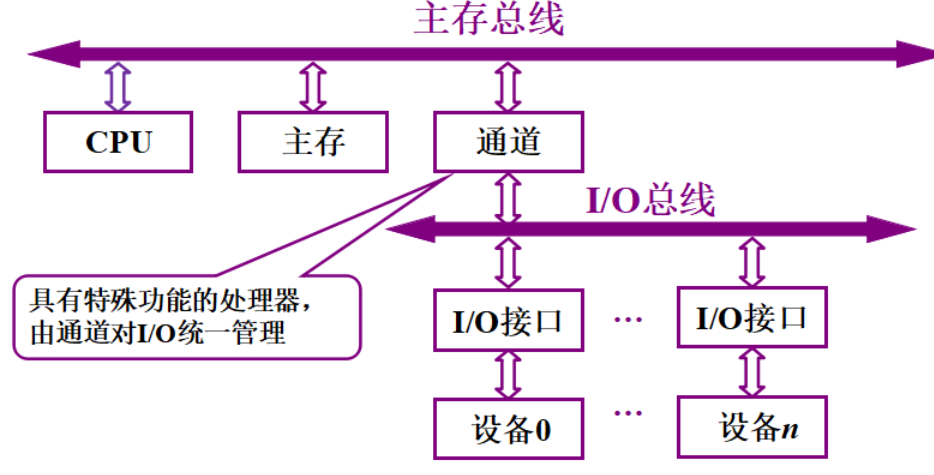 主存总线
CPU
主存
通道
I/O总线
具有特殊功能的处理器，
由通道对I/O统一管理
I/O接口
...
I/O接口
设备0
...
设备n